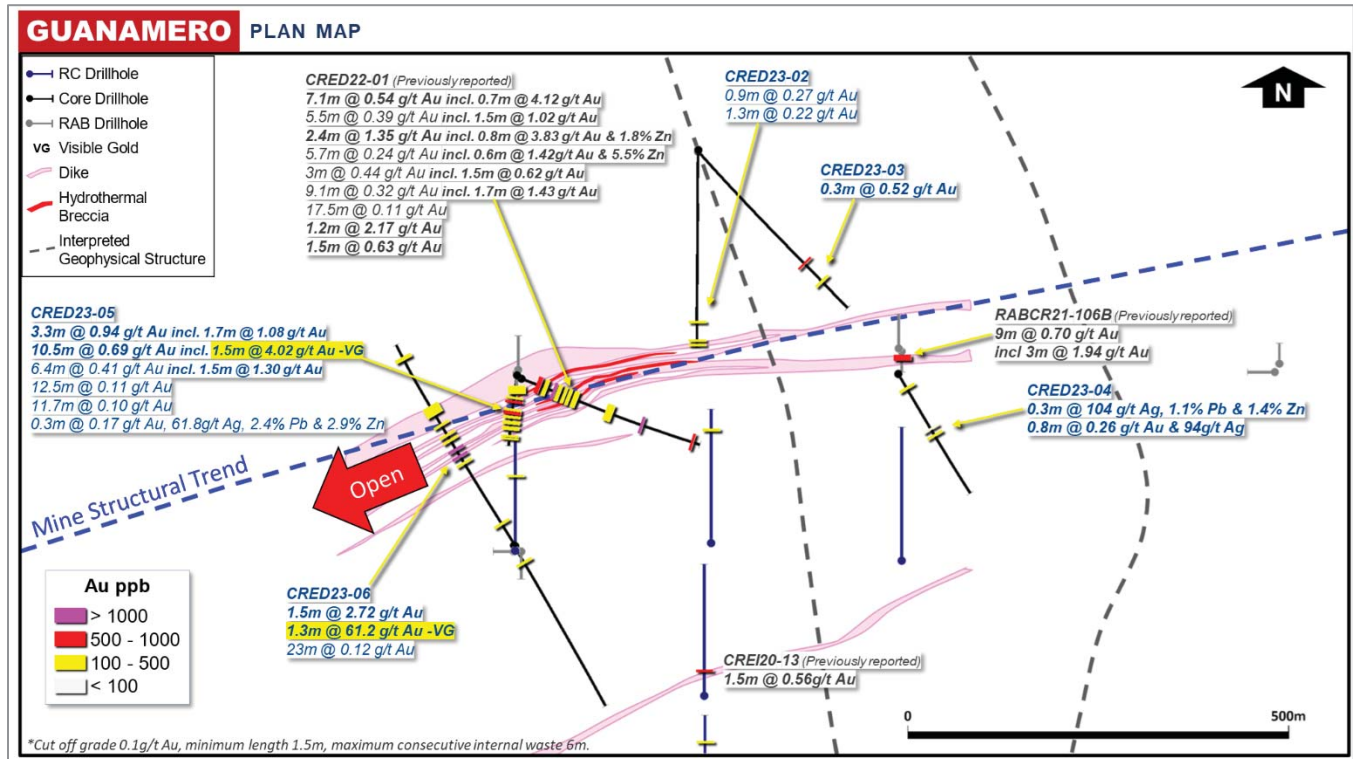 GUANAMERO PLAN MAP
RC Drillhole
Core Drillhole
RAB Drillhole
VG Visible Gold
Dike
Hydrothermal
Breccia
Interpreted
Geophysical Structure
CRED22-01 (Previously reported)
7.1m @ 0.54 g/t Au incl. 0.7m @ 4.12 g/t Au
5.5m @ 0.39 g/t Au incl. 1.5m @ 1.02 g/t Au
2.4m @ 1.35 g/t Au incl. 0.8m @ 3.83 g/t Au & 1.8% Zn
5.7m @ 0.24 g/t Au incl. 0.6m @ 1.42g/t Au & 5.5% Zn
3m @ 0.44 g/t Au incl. 1.5m @ 0.62 g/t Au
9.1m @ 0.32 g/t Au incl. 1.7m @ 1.43 g/t Au
17.5m @ 0.11 g/t Au
1.2m @ 2.17 g/t Au
1.5m @ 0.63 g/t Au
CRED23-02
0.9m @ 0.27 g/t Au
1.3m @ 0.22 g/t Au
N
CRED23-03
0.3m @ 0.52 g/t Au
CRED23-05
3.3m @ 0.94 g/t Au incl. 1.7m @ 1.08 g/t Au
10.5m @ 0.69 g/t Au incl. 1.5m @ 4.02 g/t Au -VG
6.4m @ 0.41 g/t Au incl. 1.5m @ 1.30 g/t Au
12.5m @ 0.11 g/t Au
11.7m @ 0.10 g/t Au
0.3m @ 0.17 g/t Au, 61.8g/t Ag, 2.4% Pb & 2.9% Zn
RABCR21-106B (Previously reported)
9m @ 0.70 g/t Au
incl 3m @ 1.94 g/t Au
CRED23-04
0.3m @ 104 g/t Ag, 1.1% Pb & 1.4% Zn
0.8m @ 0.26 g/t Au & 94g/t Ag
Mine Structural Trend
Open
Au ppb
> 1000
500 - 1000
100 - 500
< 100
CRED23-06
1.5m @ 2.72 g/t Au
1.3m @ 61.2 g/t Au -VG
23m @ 0.12 g/t Au
CREI20-13 (Previously reported)
1.5m @ 0.56g/t Au
0 500m
*Cut off grade 0.1g/t Au, minimum length 1.5m, maximum consecutive internal waste 6m.